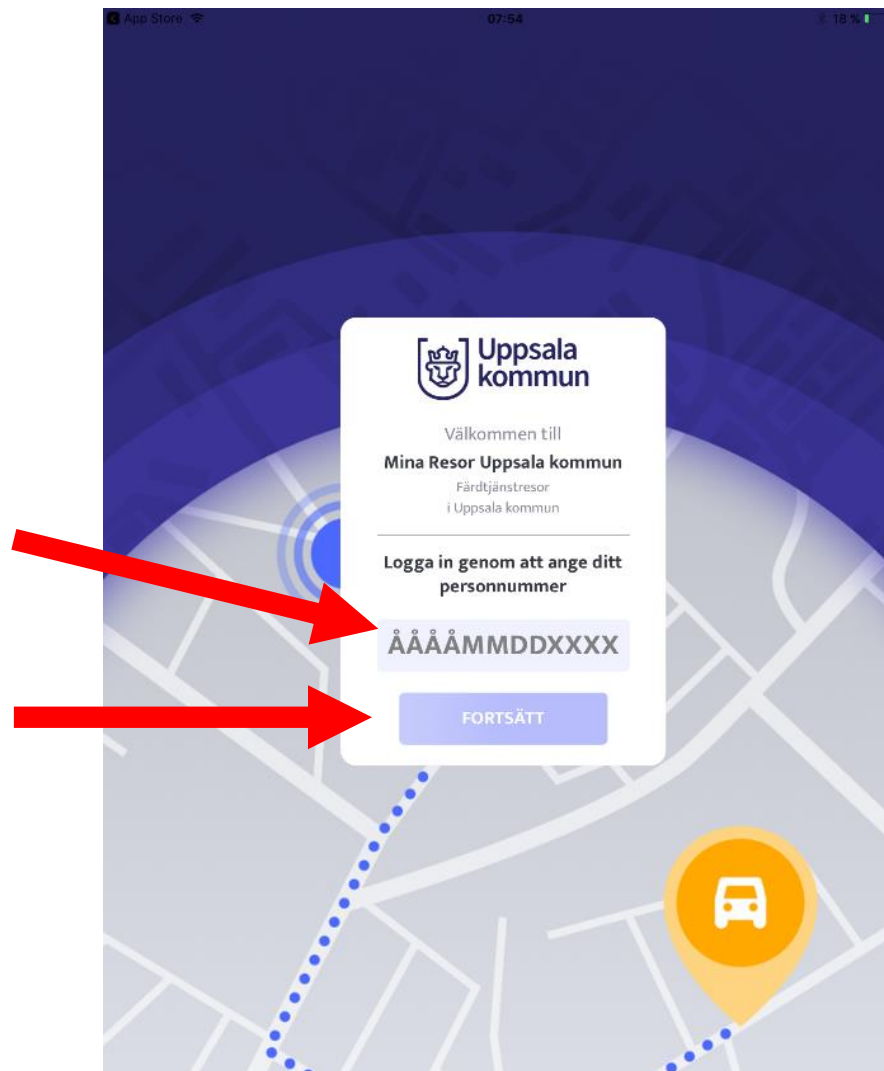 App Store
07:54
18 %
Uppsala
kommun
Välkommen till
Mina Resor Uppsala kommun
Färdtjänstresor
i Uppsala kommun
Logga in genom att ange ditt
personnummer
ÅÅÅÅMMDDXXXX
FORTSÄTT